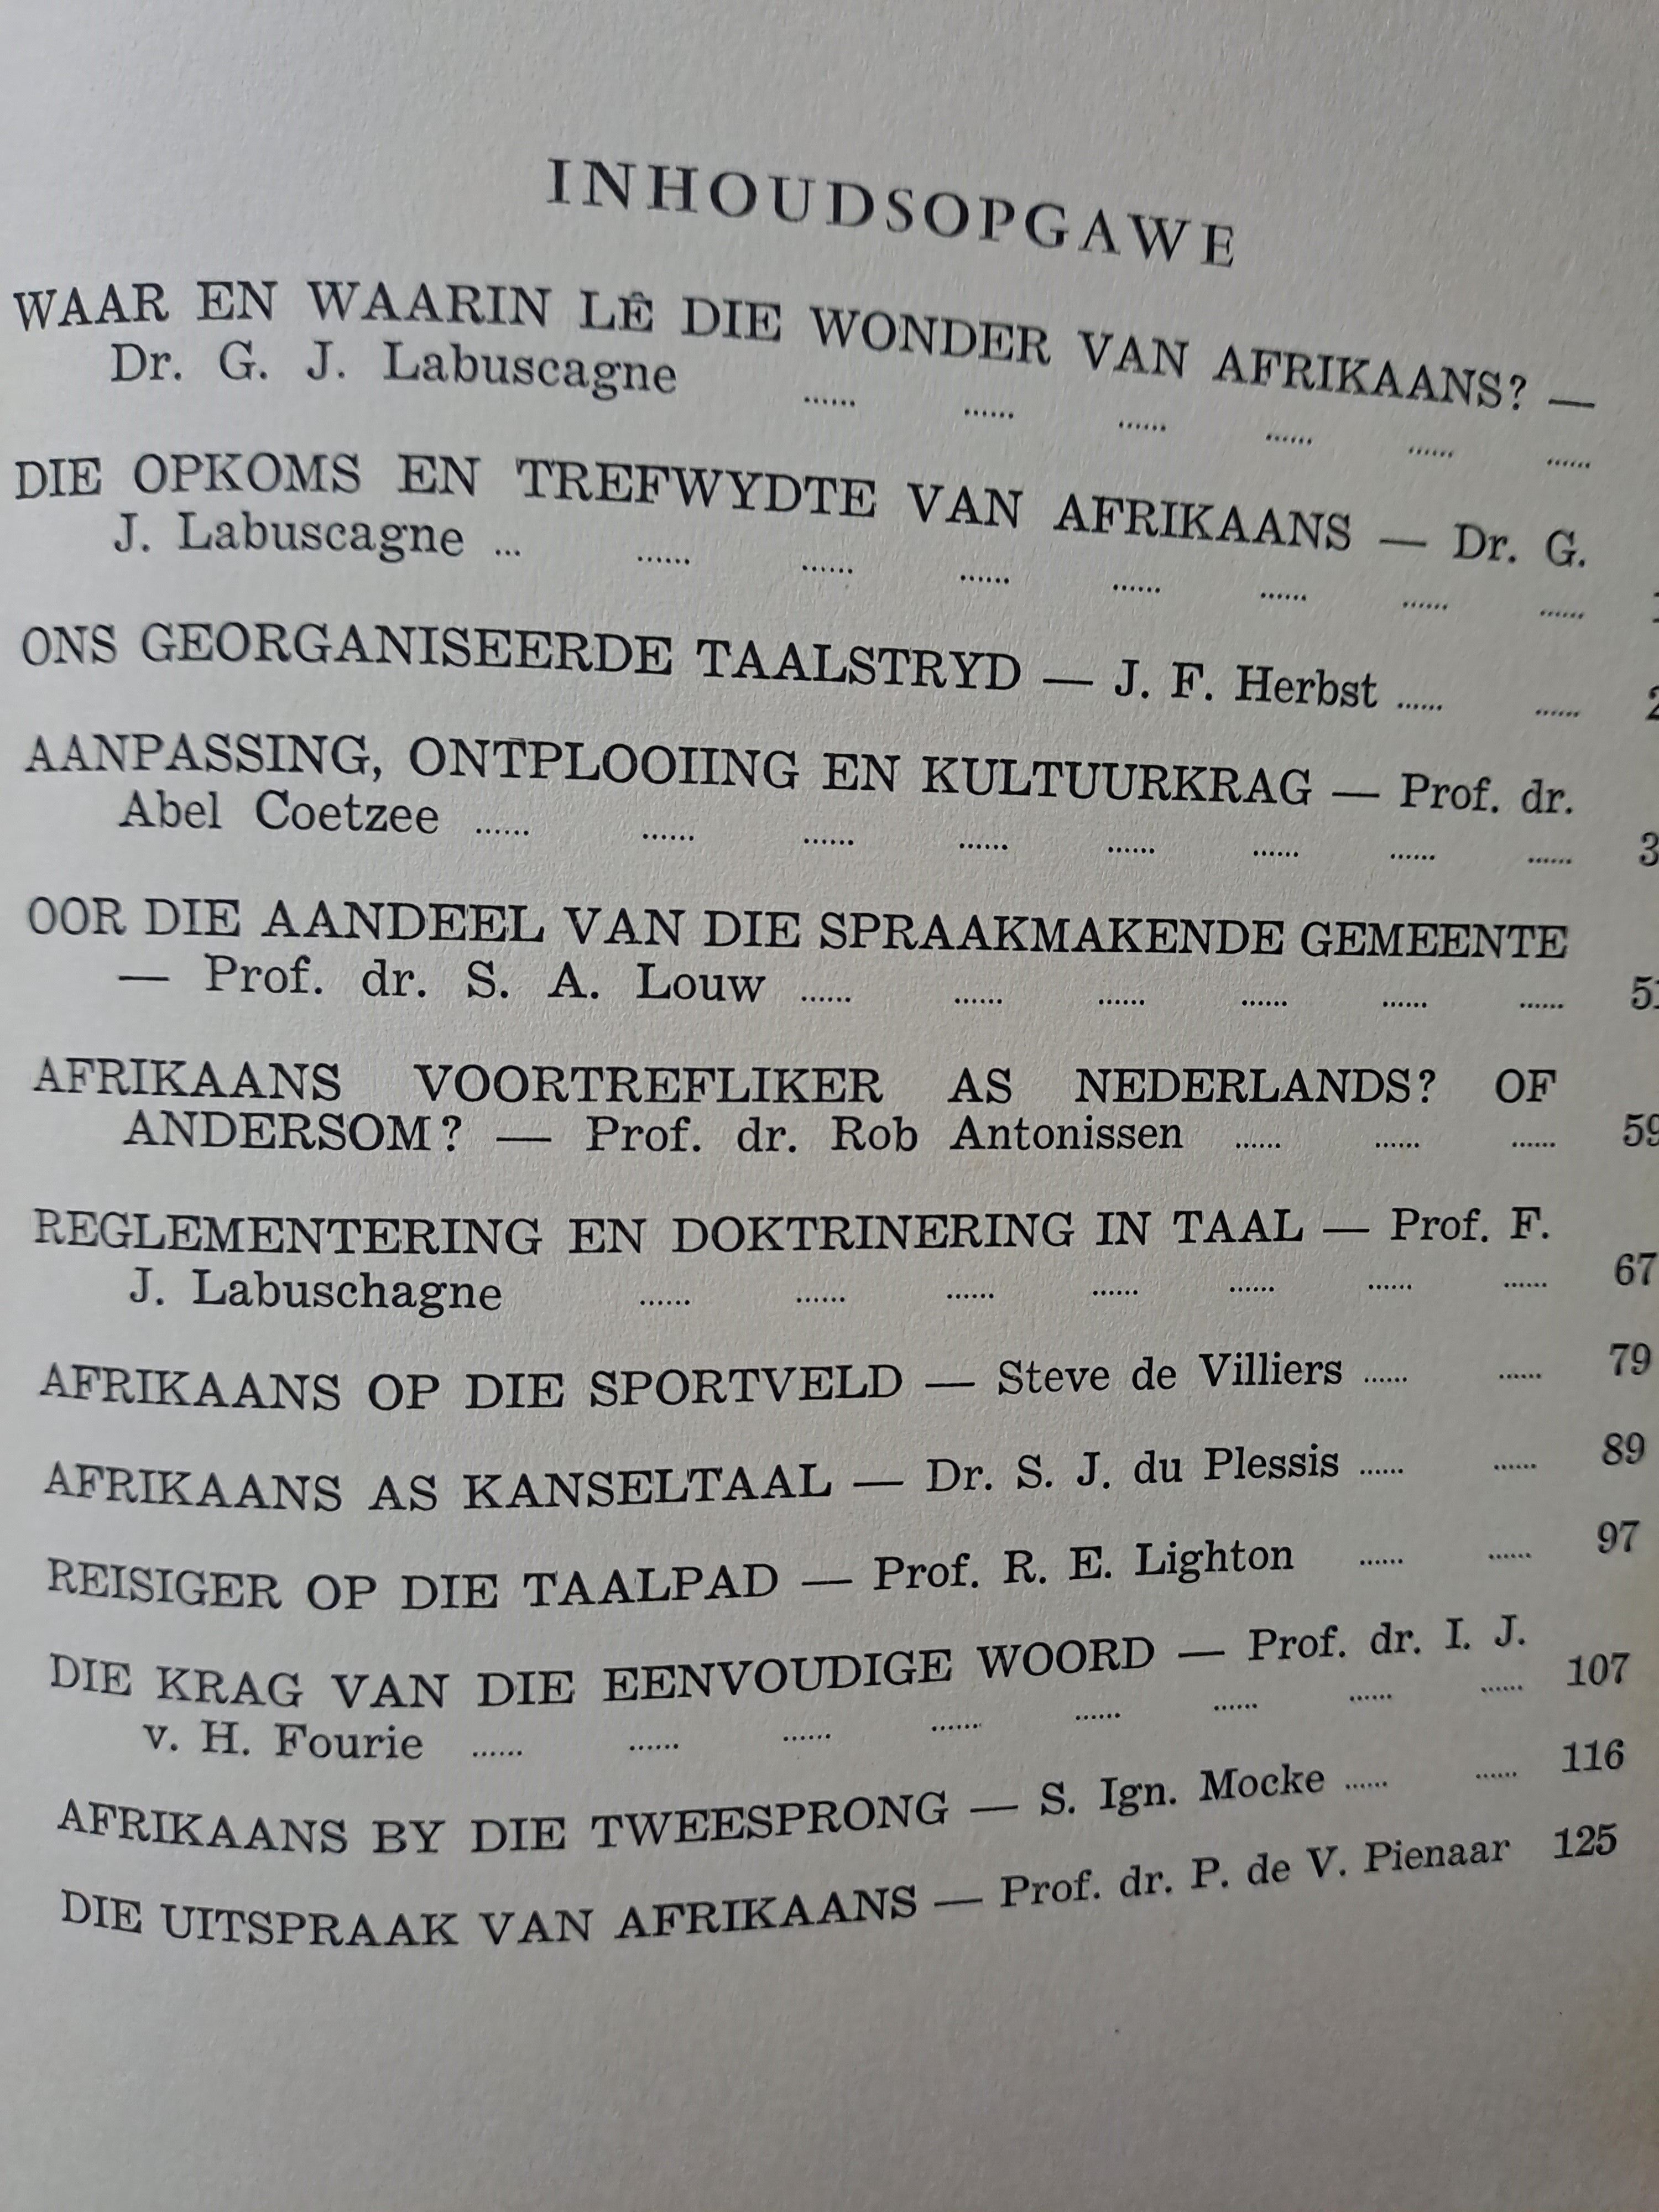 INHOUDSOPGAWE
WAAR EN WAARIN LÊ DIE WONDER VAN AFRIKAANS? —
Dr. G. J. Labuscagne ...... ...... ...... ...... ...... ......
DIE OPKOMS EN TREFWYDTE VAN AFRIKAANS — Dr. G.
J. Labuscagne ... ...... ...... ...... ...... ...... ...... ......
ONS GEORGANISEERDE TAALSTRYD — J. F. Herbst ...... ......
AANPASSING, ONTPLOOIING EN KULTUURKRAG — Prof. dr.
Abel Coetzee ...... ...... ...... ...... ...... ...... ...... ......
OOR DIE AANDEEL VAN DIE SPRAAKMAKENDE GEMEENTE
— Prof. dr. S. A. Louw ...... ...... ...... ...... ...... ......
AFRIKAANS VOORTREFLIKER AS NEDERLANDS? OF
ANDERSOM? — Prof. dr. Rob Antonissen ...... ...... ...... 59
REGLEMENTERING EN DOKTRINERING IN TAAL — Prof. F.
J. Labuschagne ...... ...... ...... ...... ...... ...... ...... 67
AFRIKAANS OP DIE SPORTVELD — Steve de Villiers ...... ...... 79
AFRIKAANS AS KANSELTAAL — Dr. S. J. du Plessis ...... ...... 89
REISIGER OP DIE TAALPAD — Prof. R. E. Lighton ...... ...... 97
DIE KRAG VAN DIE EENVOUDIGE WOORD — Prof. dr. I. J.
v. H. Fourie ...... ...... ...... ...... ...... ...... ...... ...... 107
AFRIKAANS BY DIE TWEESPRONG — S. Ign. Mocke ...... ...... 116
DIE UITSPRAAK VAN AFRIKAANS — Prof. dr. P. de V. Pienaar 125